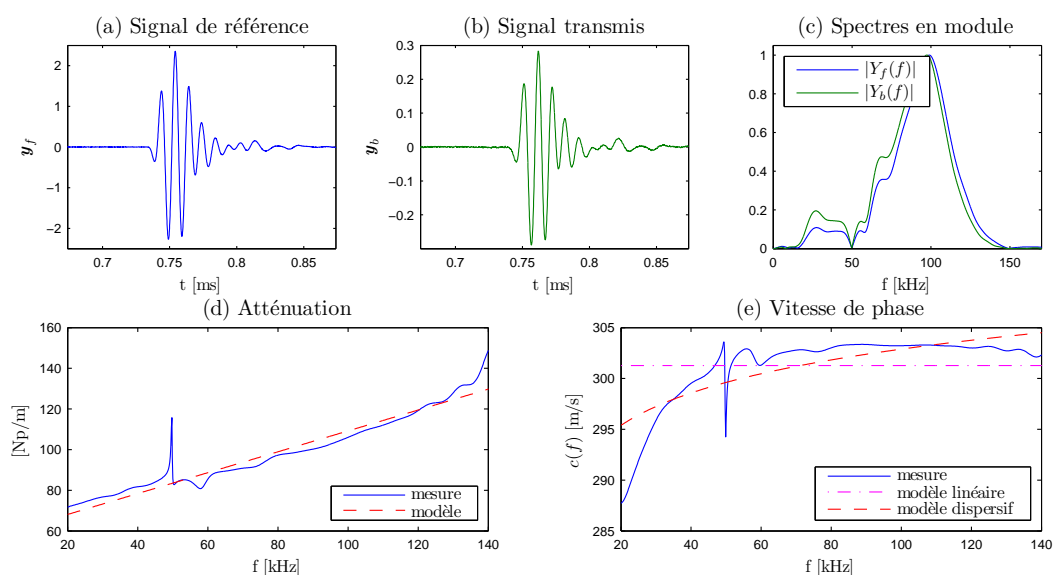 (a) Signal de référence
2
1
0
−1
−2
y_f
0.7
0.75
0.8
0.85
t [ms]
(b) Signal transmis
0.3
0.2
0.1
0
−0.1
−0.2
y_b
0.7
0.75
0.8
0.85
t [ms]
(c) Spectres en module
1
0.8
0.6
0.4
0.2
0
|Y_f(f)|
|Y_b(f)|
0
50
100
150
f [kHz]
(d) Atténuation
160
140
120
100
80
60
[Np/m]
mesure
modèle
20
40
60
80
100
120
140
f [kHz]
(e) Vitesse de phase
305
300
295
290
285
c(f) [m/s]
mesure
modèle linéaire
modèle dispersif
20
40
60
80
100
120
140
f [kHz]